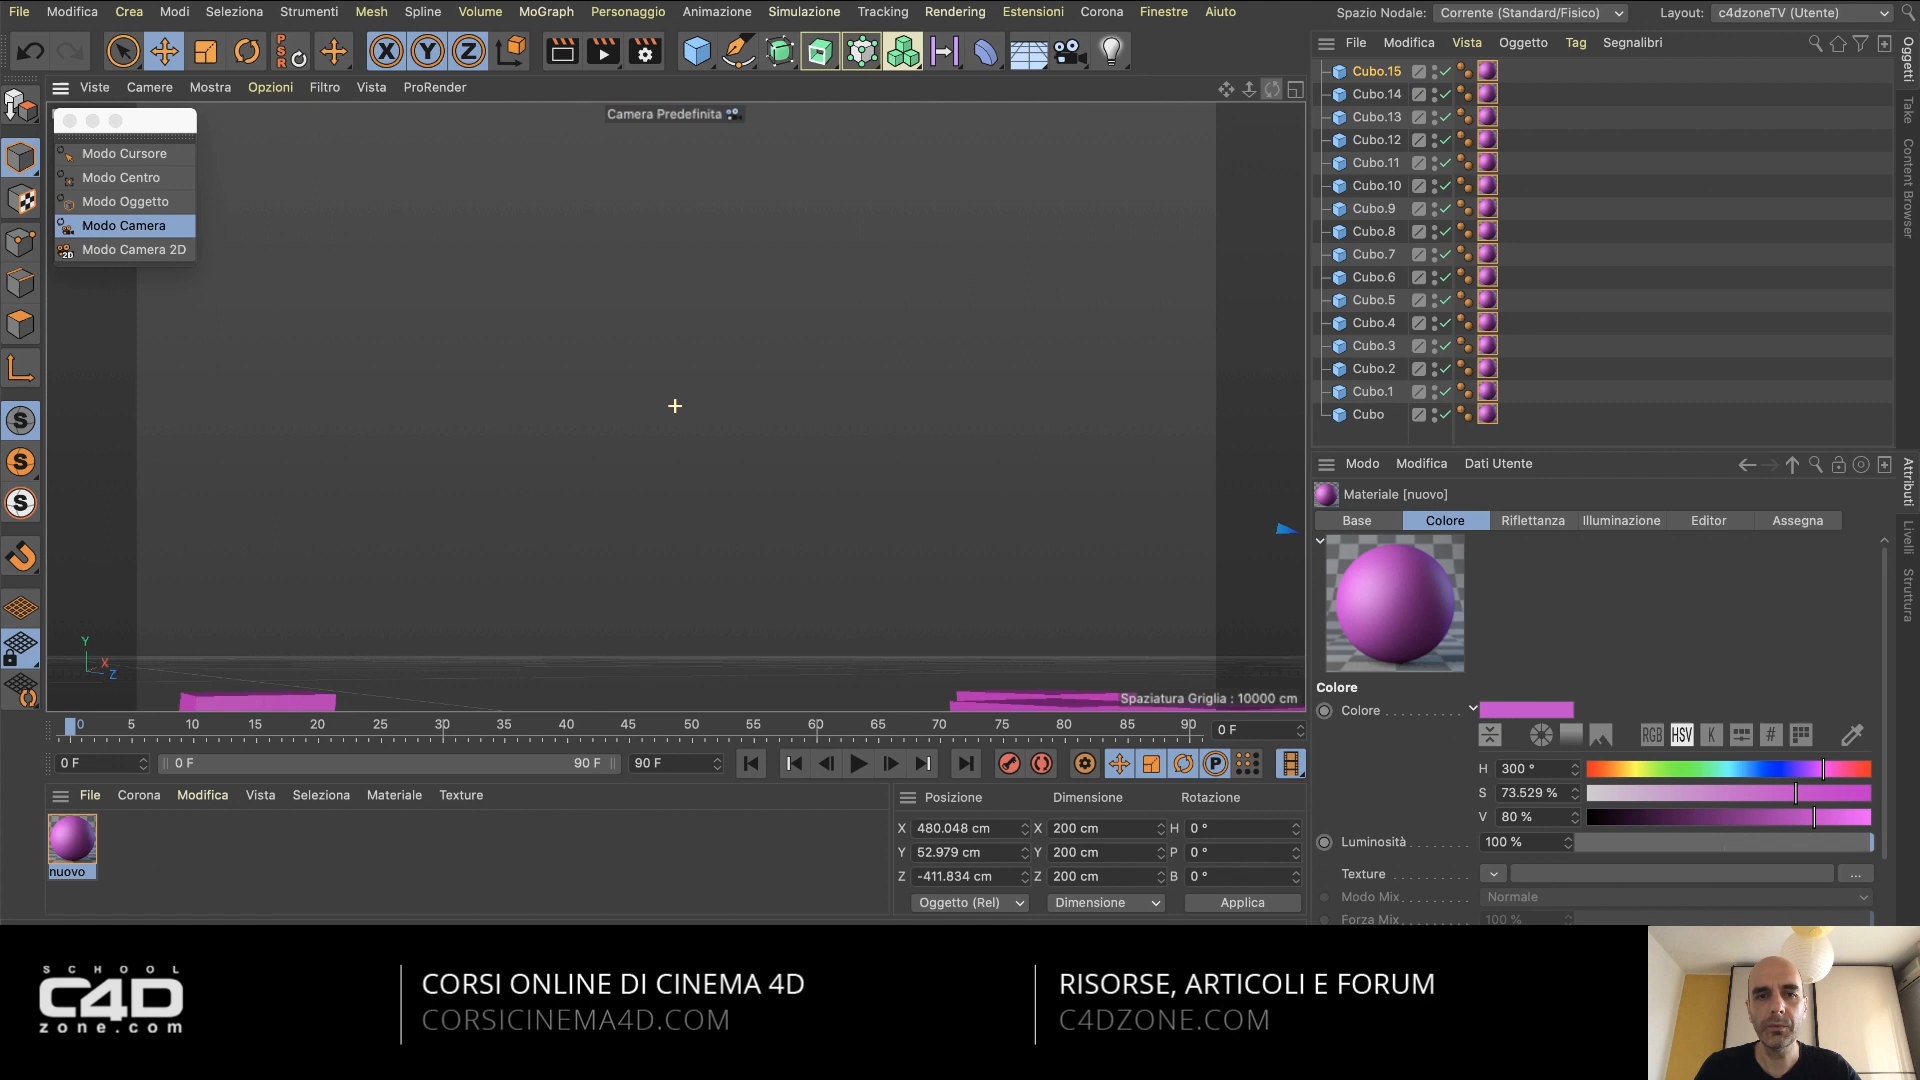 File Modifica Crea Modi Seleziona Strumenti Mesh Spline Volume MoGraph Personaggio Animazione Simulazione Tracking Rendering Estensioni Corona Finestre Aiuto
Spazio Nodale: Corrente (Standard/Fisico) Layout: c4dzoneTV (Utente)
PSR
X Y Z
File Modifica Vista Oggetto Tag Segnalibri
Viste Camere Mostra Opzioni Filtro Vista ProRender
Camera Predefinita
Modo Cursore
Modo Centro
Modo Oggetto
Modo Camera
Modo Camera 2D
Cubo.15
Cubo.14
Cubo.13
Cubo.12
Cubo.11
Cubo.10
Cubo.9
Cubo.8
Cubo.7
Cubo.6
Cubo.5
Cubo.4
Cubo.3
Cubo.2
Cubo.1
Cubo
Oggetti
Take
Content Browser
Modo Modifica Dati Utente
Materiale [nuovo]
Base Colore Riflettanza Illuminazione Editor Assegna
Attributi
Livelli
Struttura
Colore
Colore
RGB HSV K #
H 300 °
S 73.529 %
V 80 %
Luminosità 100 %
Texture ...
Modo Mix Normale
Forza Mix 100 %
S
S
S
Y
X
Z
Spaziatura Griglia : 10000 cm
0 5 10 15 20 25 30 35 40 45 50 55 60 65 70 75 80 85 90 0 F
0 F 0 F 90 F 90 F P
File Corona Modifica Vista Seleziona Materiale Texture
nuovo
Posizione Dimensione Rotazione
X 480.048 cm X 200 cm H 0 °
Y 52.979 cm Y 200 cm P 0 °
Z -411.834 cm Z 200 cm B 0 °
Oggetto (Rel) Dimensione Applica
SCHOOL
C4D
zone.com
CORSI ONLINE DI CINEMA 4D
CORSICINEMA4D.COM
RISORSE, ARTICOLI E FORUM
C4DZONE.COM